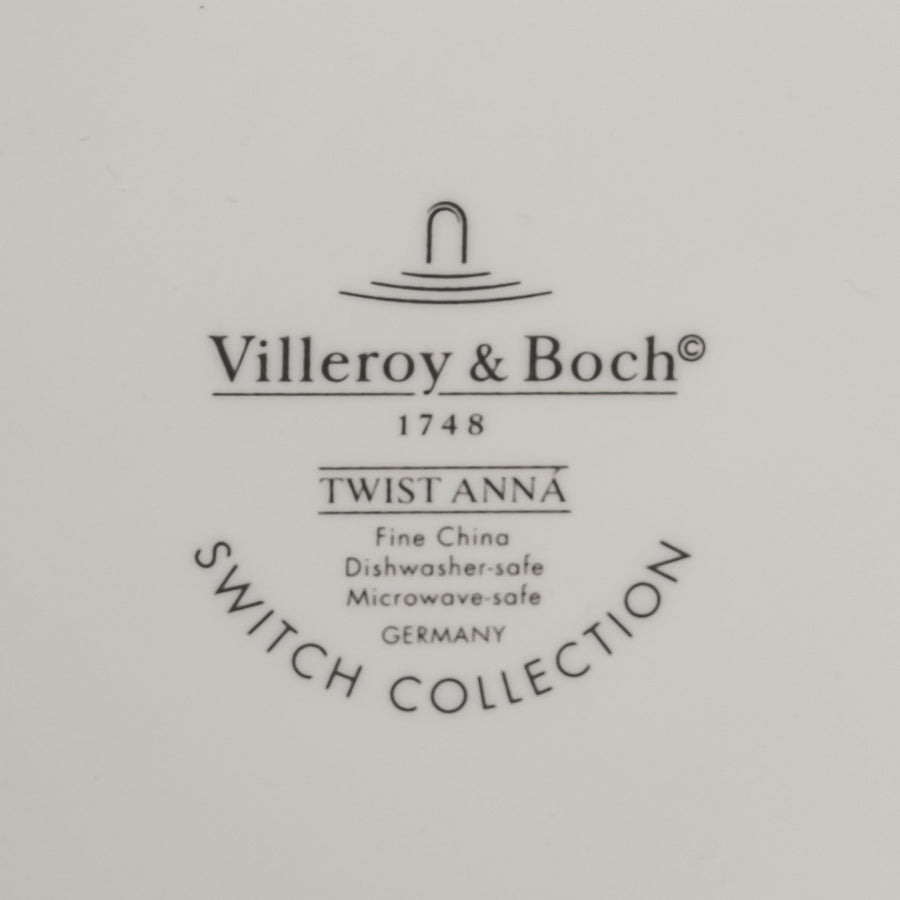 Villeroy & Boch©
1748
TWIST ANNÁ
Fine China
Dishwasher-safe
Microwave-safe
GERMANY
SWITCH COLLECTION